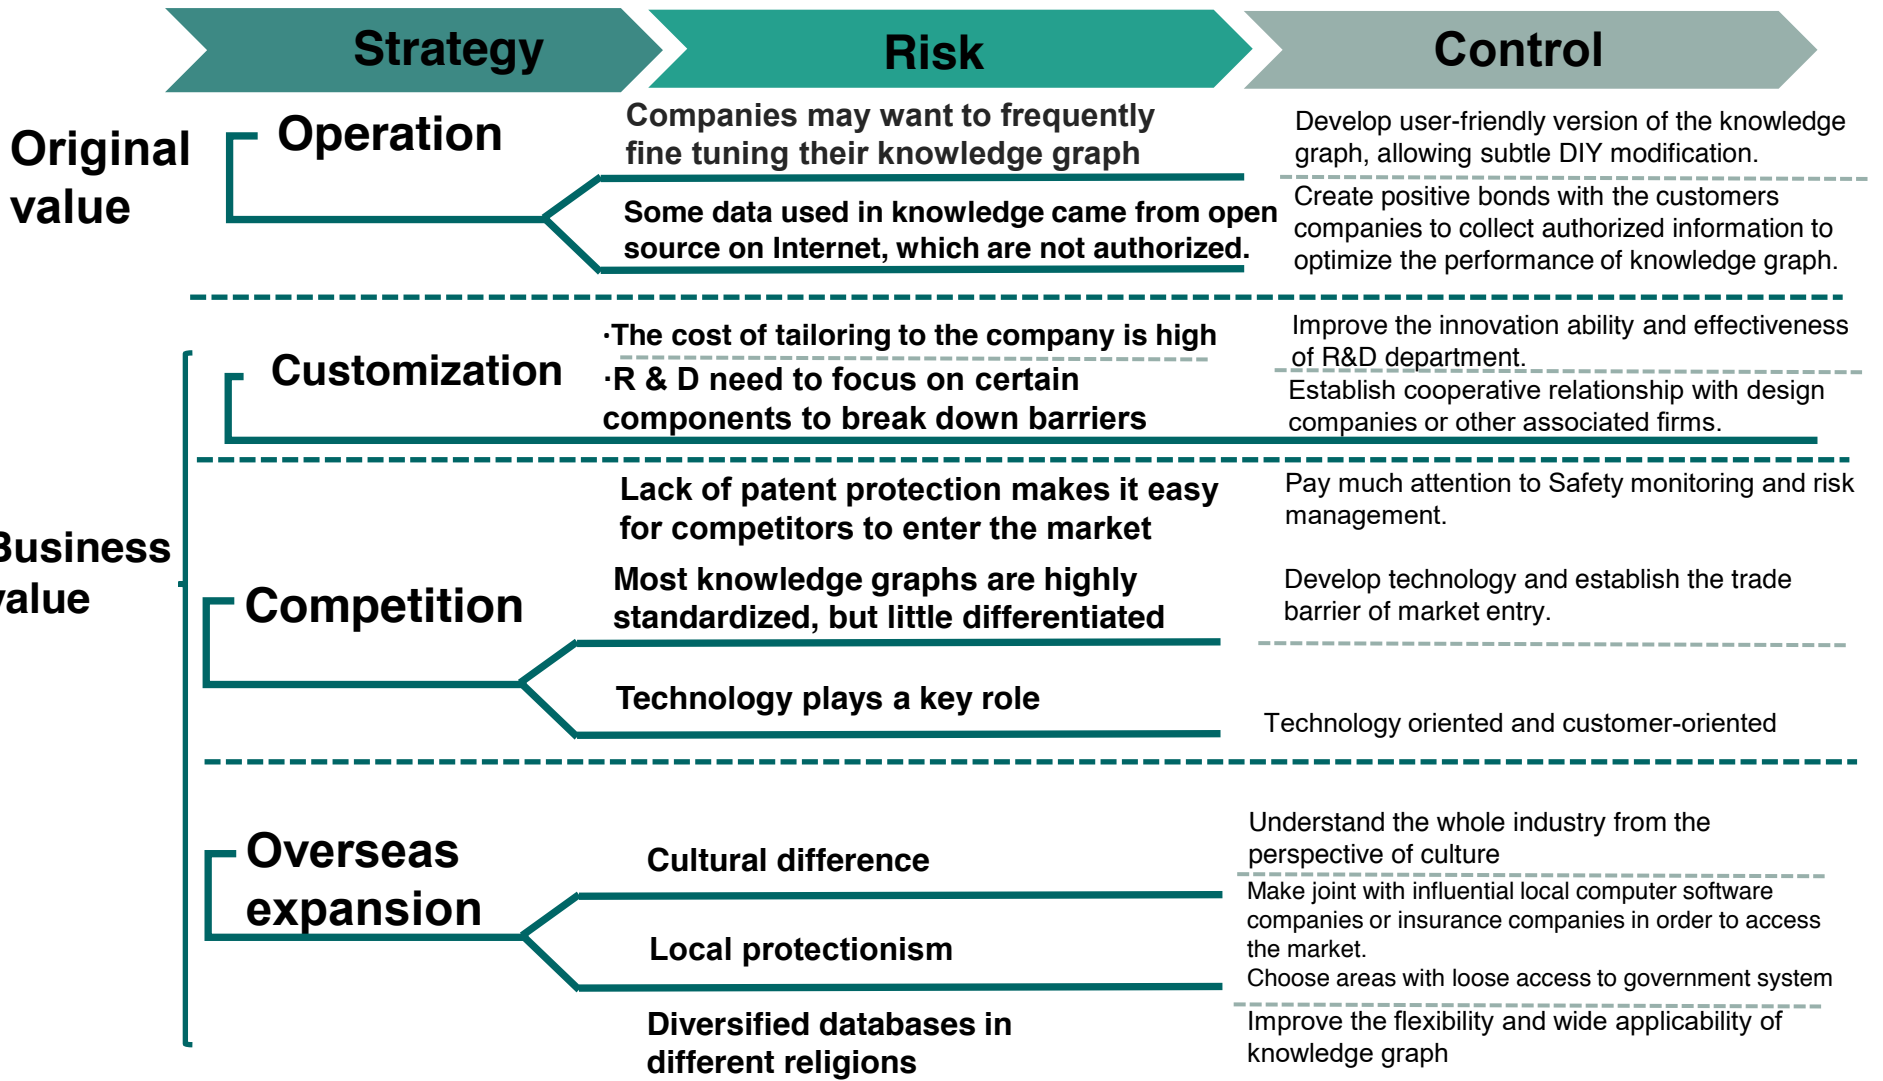 Strategy
Risk
Control
Original
value
Operation
Companies may want to frequently
fine tuning their knowledge graph
Develop user-friendly version of the knowledge
graph, allowing subtle DIY modification.
Some data used in knowledge came from open
source on Internet, which are not authorized.
Create positive bonds with the customers
companies to collect authorized information to
optimize the performance of knowledge graph.
Business
value
Customization
·The cost of tailoring to the company is high
Improve the innovation ability and effectiveness
of R&D department.
·R & D need to focus on certain
components to break down barriers
Establish cooperative relationship with design
companies or other associated firms.
Competition
Lack of patent protection makes it easy
for competitors to enter the market
Pay much attention to Safety monitoring and risk
management.
Most knowledge graphs are highly
standardized, but little differentiated
Develop technology and establish the trade
barrier of market entry.
Technology plays a key role
Technology oriented and customer-oriented
Overseas
expansion
Cultural difference
Understand the whole industry from the
perspective of culture
Local protectionism
Make joint with influential local computer software
companies or insurance companies in order to access
the market.
Choose areas with loose access to government system
Diversified databases in
different religions
Improve the flexibility and wide applicability of
knowledge graph